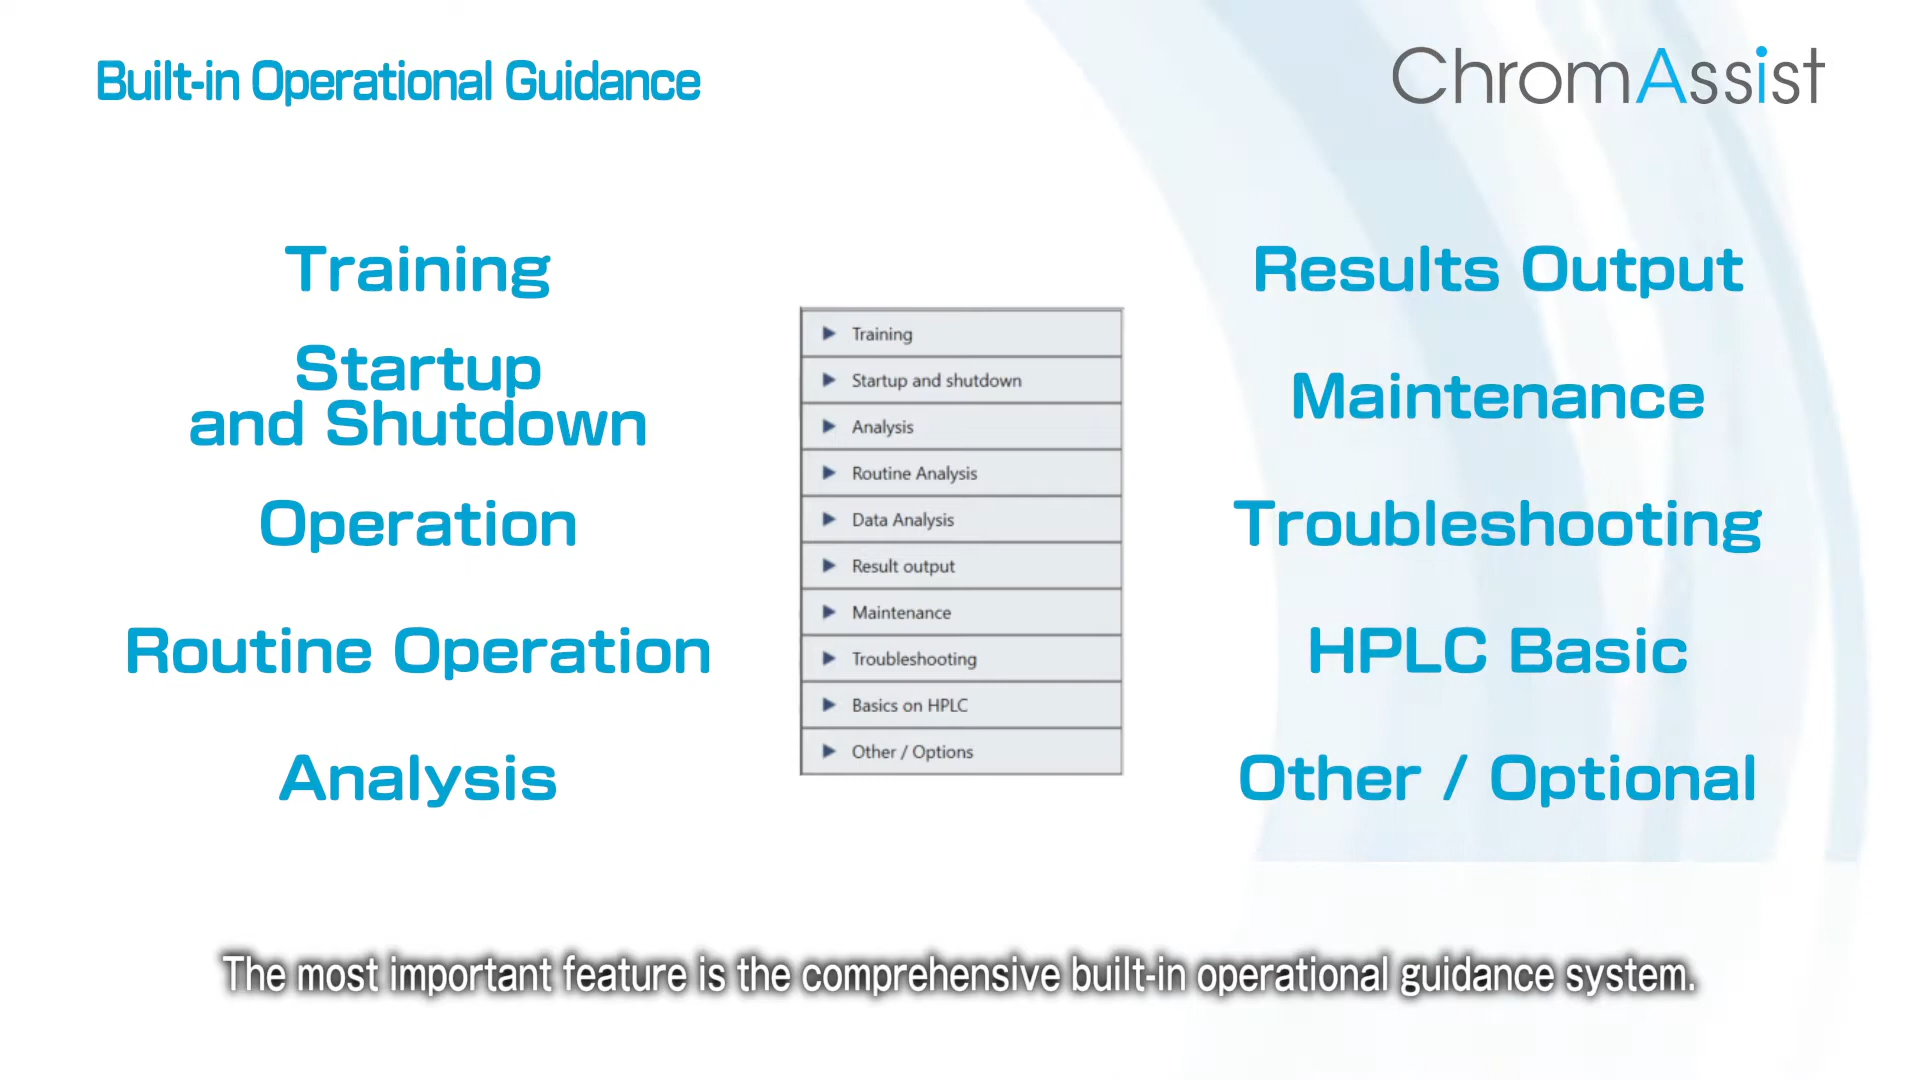 Built-in Operational Guidance
ChromAssist
Training
Startup
and Shutdown
Operation
Routine Operation
Analysis
Training
Startup and shutdown
Analysis
Routine Analysis
Data Analysis
Result output
Maintenance
Troubleshooting
Basics on HPLC
Other / Options
Results Output
Maintenance
Troubleshooting
HPLC Basic
Other / Optional
The most important feature is the comprehensive built-in operational guidance system.